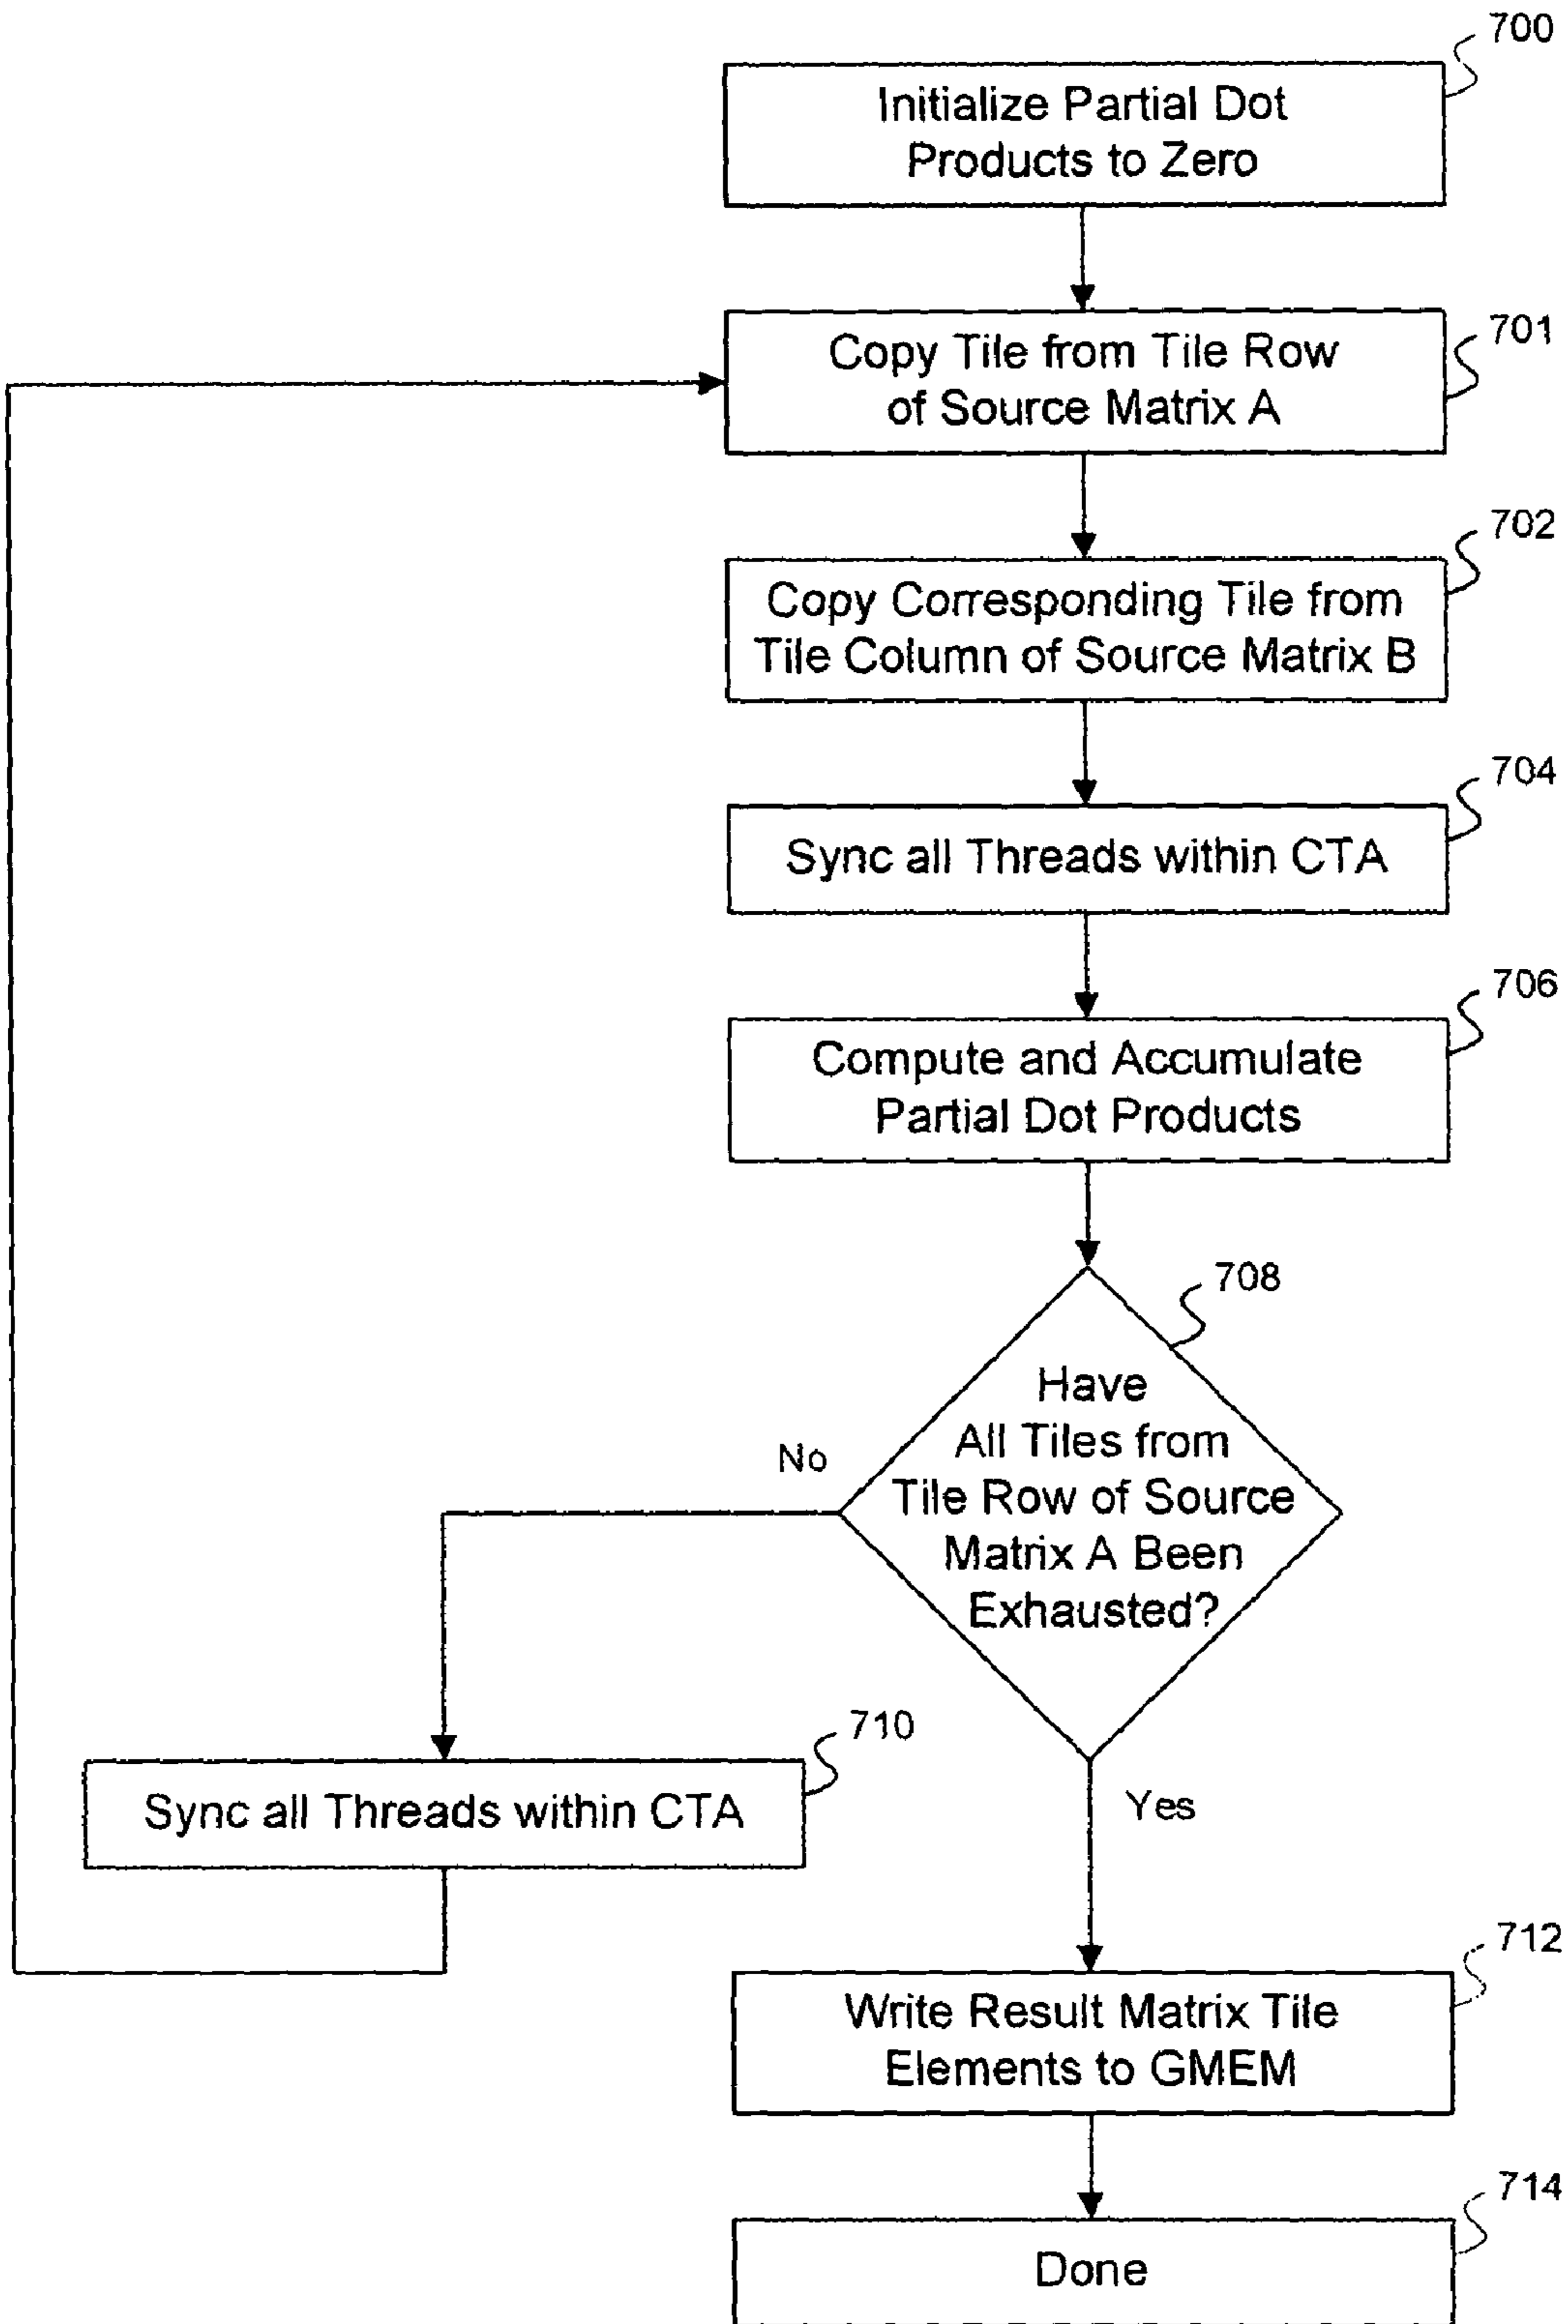 700
Initialize Partial Dot
Products to Zero
701
Copy Tile from Tile Row
of Source Matrix A
702
Copy Corresponding Tile from
Tile Column of Source Matrix B
704
Sync all Threads within CTA
706
Compute and Accumulate
Partial Dot Products
708
Have
All Tiles from
Tile Row of Source
Matrix A Been
Exhausted?
No
Yes
710
Sync all Threads within CTA
712
Write Result Matrix Tile
Elements to GMEM
714
Done